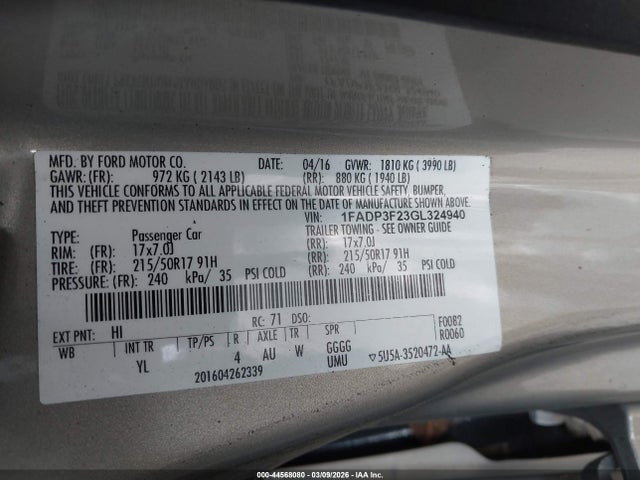 MFD. BY FORD MOTOR CO. DATE: 04/16 GVWR: 1810 KG ( 3990 LB)
GAWR: (FR): 972 KG ( 2143 LB) (RR): 880 KG ( 1940 LB)
THIS VEHICLE CONFORMS TO ALL APPLICABLE FEDERAL MOTOR VEHICLE SAFETY, BUMPER,
AND THEFT PREVENTION STANDARDS IN EFFECT ON THE DATE OF MANUFACTURE SHOWN ABOVE.
VIN: 1FADP3F23GL324940
TYPE: Passenger Car TRAILER TOWING - SEE OWNER GUIDE
RIM: (FR): 17x7.0J (RR): 17x7.0J
TIRE: (FR): 215/50R17 91H (RR): 215/50R17 91H
PRESSURE: (FR): 240 kPa/ 35 PSI COLD (RR): 240 kPa/ 35 PSI COLD
RC: 71 DSO: F0082
EXT PNT: HI R0060
WB INT TR TP/PS R AXLE TR SPR
YL 4 AU W GGGG 5U5A-3520472-AA
UMU
201604262339
000-44568080 - 03/09/2026 - IAA Inc.